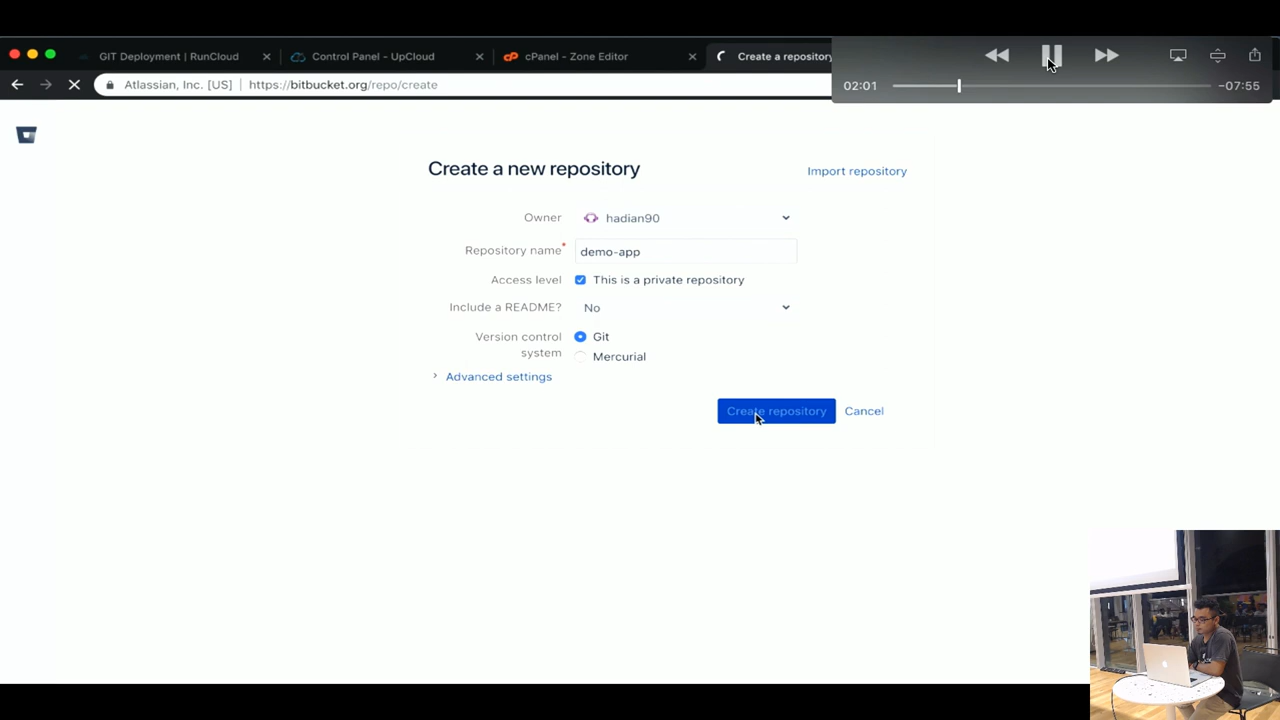 GIT Deployment | RunCloud
Control Panel - UpCloud
cPanel - Zone Editor
Create a repository
02:01
-07:55
Atlassian, Inc. [US] https://bitbucket.org/repo/create
Create a new repository
Import repository
Owner hadian90
Repository name* demo-app
Access level This is a private repository
Include a README? No
Version control
system
Git
Mercurial
Advanced settings
Create repository Cancel